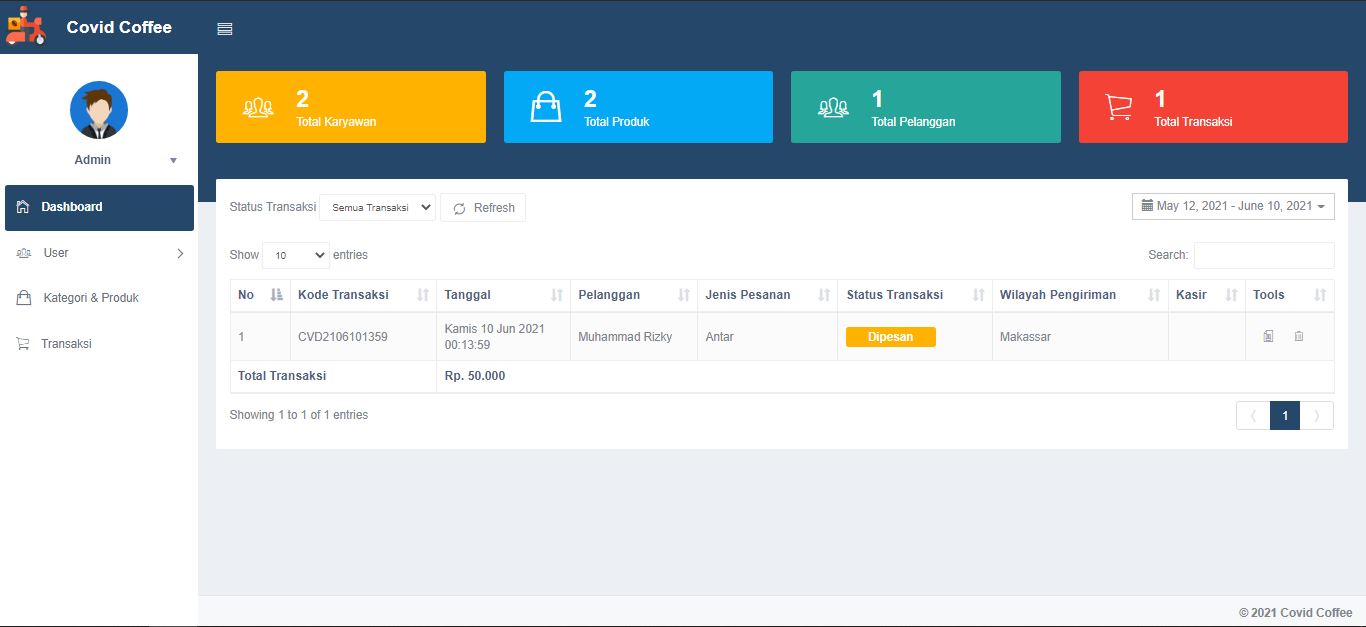 Covid Coffee
2
Total Karyawan
2
Total Produk
1
Total Pelanggan
1
Total Transaksi
Admin
Dashboard
User
Kategori & Produk
Transaksi
Status Transaksi Semua Transaksi Refresh
May 12, 2021 - June 10, 2021
Show 10 entries
Search:
No Kode Transaksi Tanggal Pelanggan Jenis Pesanan Status Transaksi Wilayah Pengiriman Kasir Tools
1 CVD2106101359 Kamis 10 Jun 2021 Muhammad Rizky Antar Dipesan Makassar
00:13:59
Total Transaksi Rp. 50.000
Showing 1 to 1 of 1 entries
1
© 2021 Covid Coffee